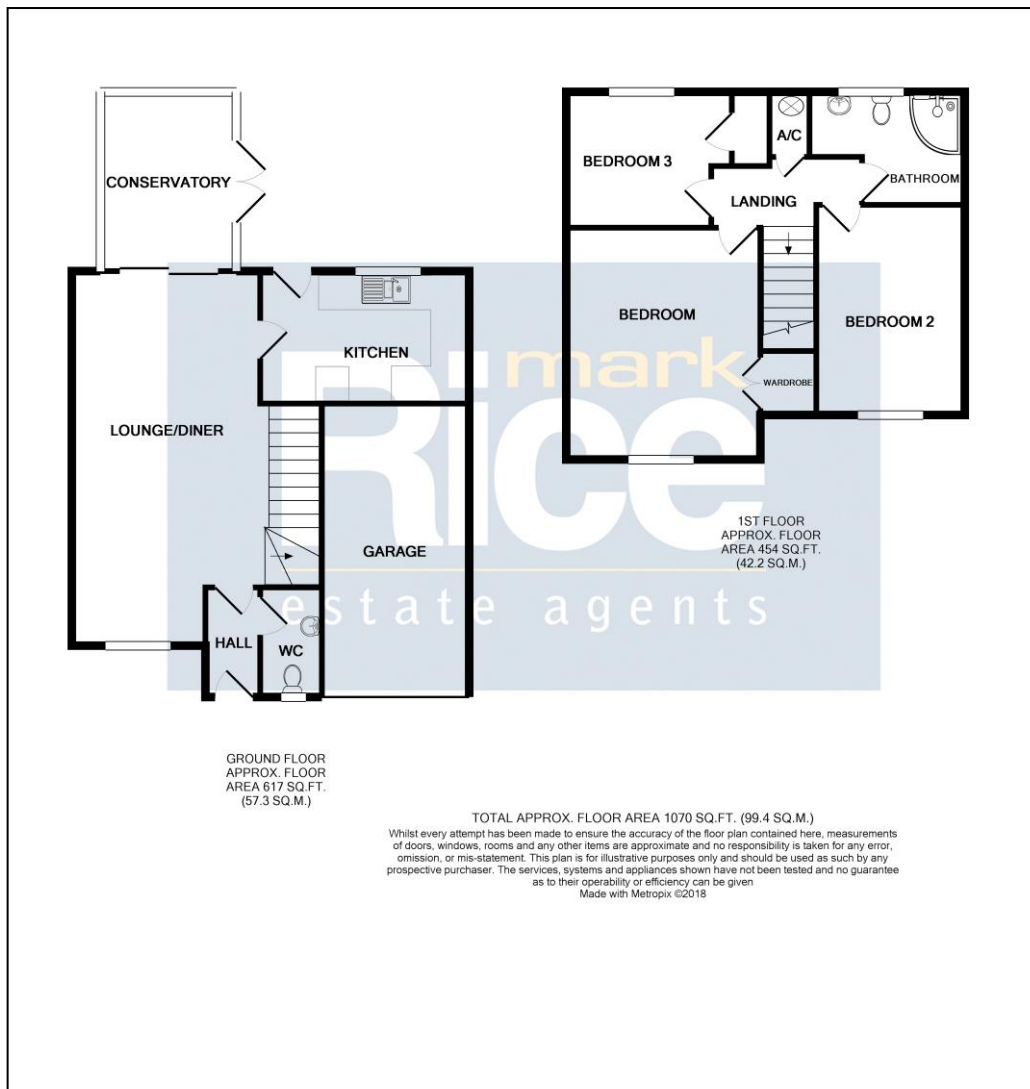 CONSERVATORY
KITCHEN
LOUNGE/DINER
GARAGE
HALL
WC
GROUND FLOOR
APPROX. FLOOR
AREA 617 SQ.FT.
(57.3 SQ.M.)
BEDROOM 3
A/C
BATHROOM
LANDING
BEDROOM
BEDROOM 2
WARDROBE
1ST FLOOR
APPROX. FLOOR
AREA 454 SQ.FT.
(42.2 SQ.M.)
mark
Rice
estate agents
TOTAL APPROX. FLOOR AREA 1070 SQ.FT. (99.4 SQ.M.)
Whilst every attempt has been made to ensure the accuracy of the floor plan contained here, measurements
of doors, windows, rooms and any other items are approximate and no responsibility is taken for any error,
omission, or mis-statement. This plan is for illustrative purposes only and should be used as such by any
prospective purchaser. The services, systems and appliances shown have not been tested and no guarantee
as to their operability or efficiency can be given
Made with Metropix ©2018